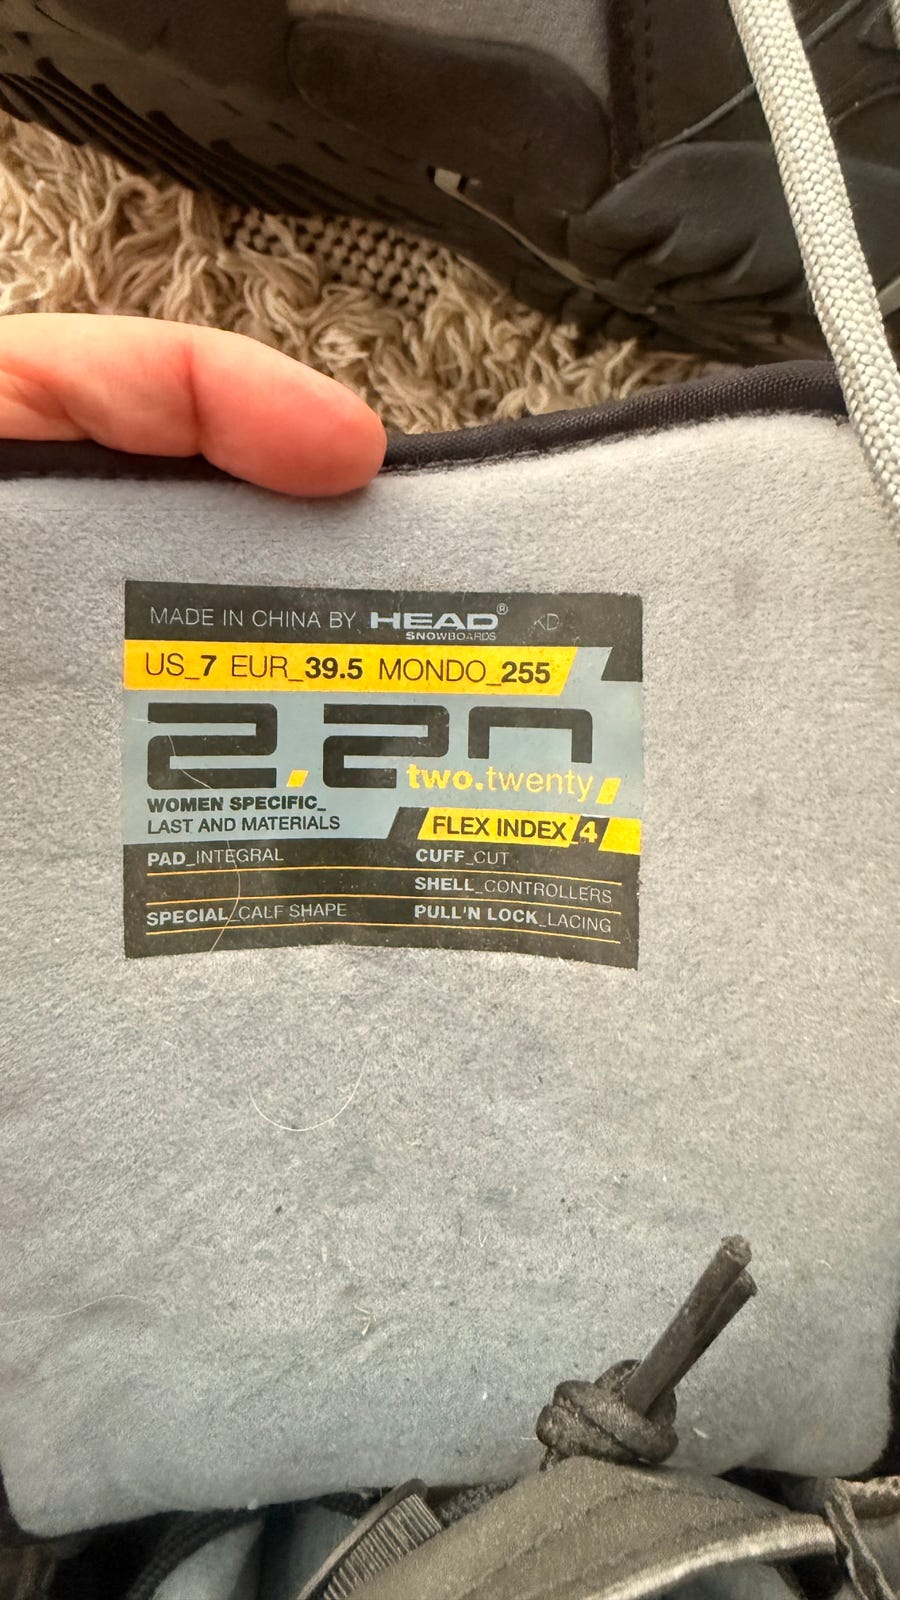 MADE IN CHINA BY HEAD® KD
SNOWBOARDS
US_7 EUR_39.5 MONDO_255
2.20
two.twenty
WOMEN SPECIFIC_
LAST AND MATERIALS
FLEX INDEX 4
PAD_INTEGRAL
CUFF_CUT
SHELL_CONTROLLERS
SPECIAL_CALF SHAPE
PULL'N LOCK_LACING